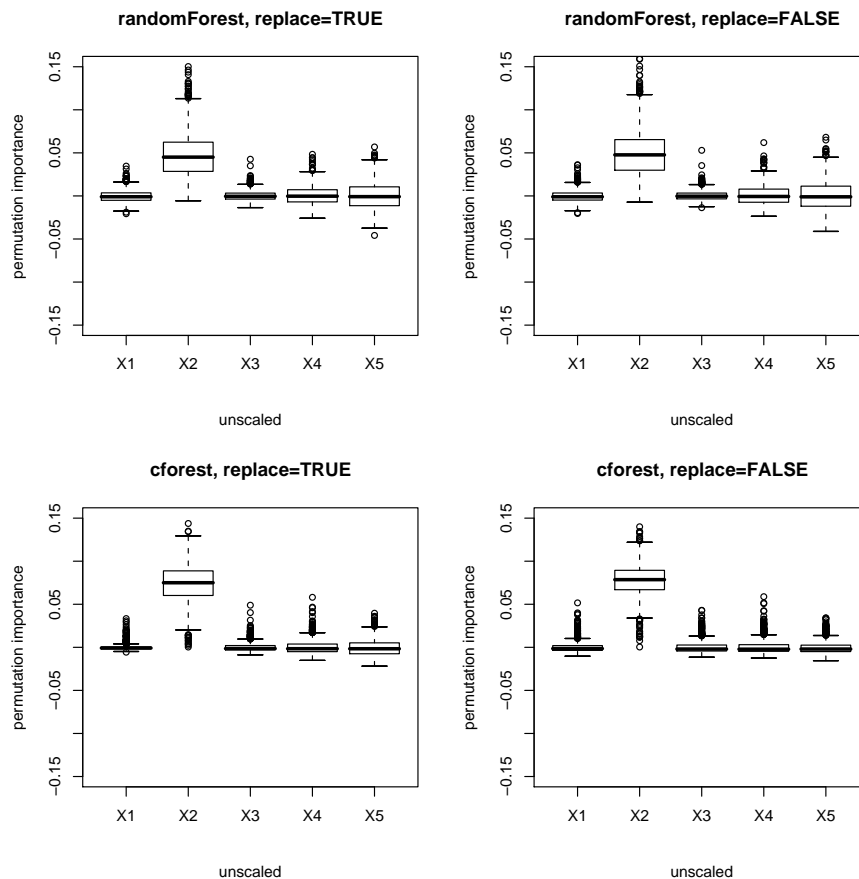 randomForest, replace=TRUE
permutation importance
0.15
0.05
−0.05
−0.15
X1 X2 X3 X4 X5
unscaled
randomForest, replace=FALSE
permutation importance
0.15
0.05
−0.05
−0.15
X1 X2 X3 X4 X5
unscaled
cforest, replace=TRUE
permutation importance
0.15
0.05
−0.05
−0.15
X1 X2 X3 X4 X5
unscaled
cforest, replace=FALSE
permutation importance
0.15
0.05
−0.05
−0.15
X1 X2 X3 X4 X5
unscaled